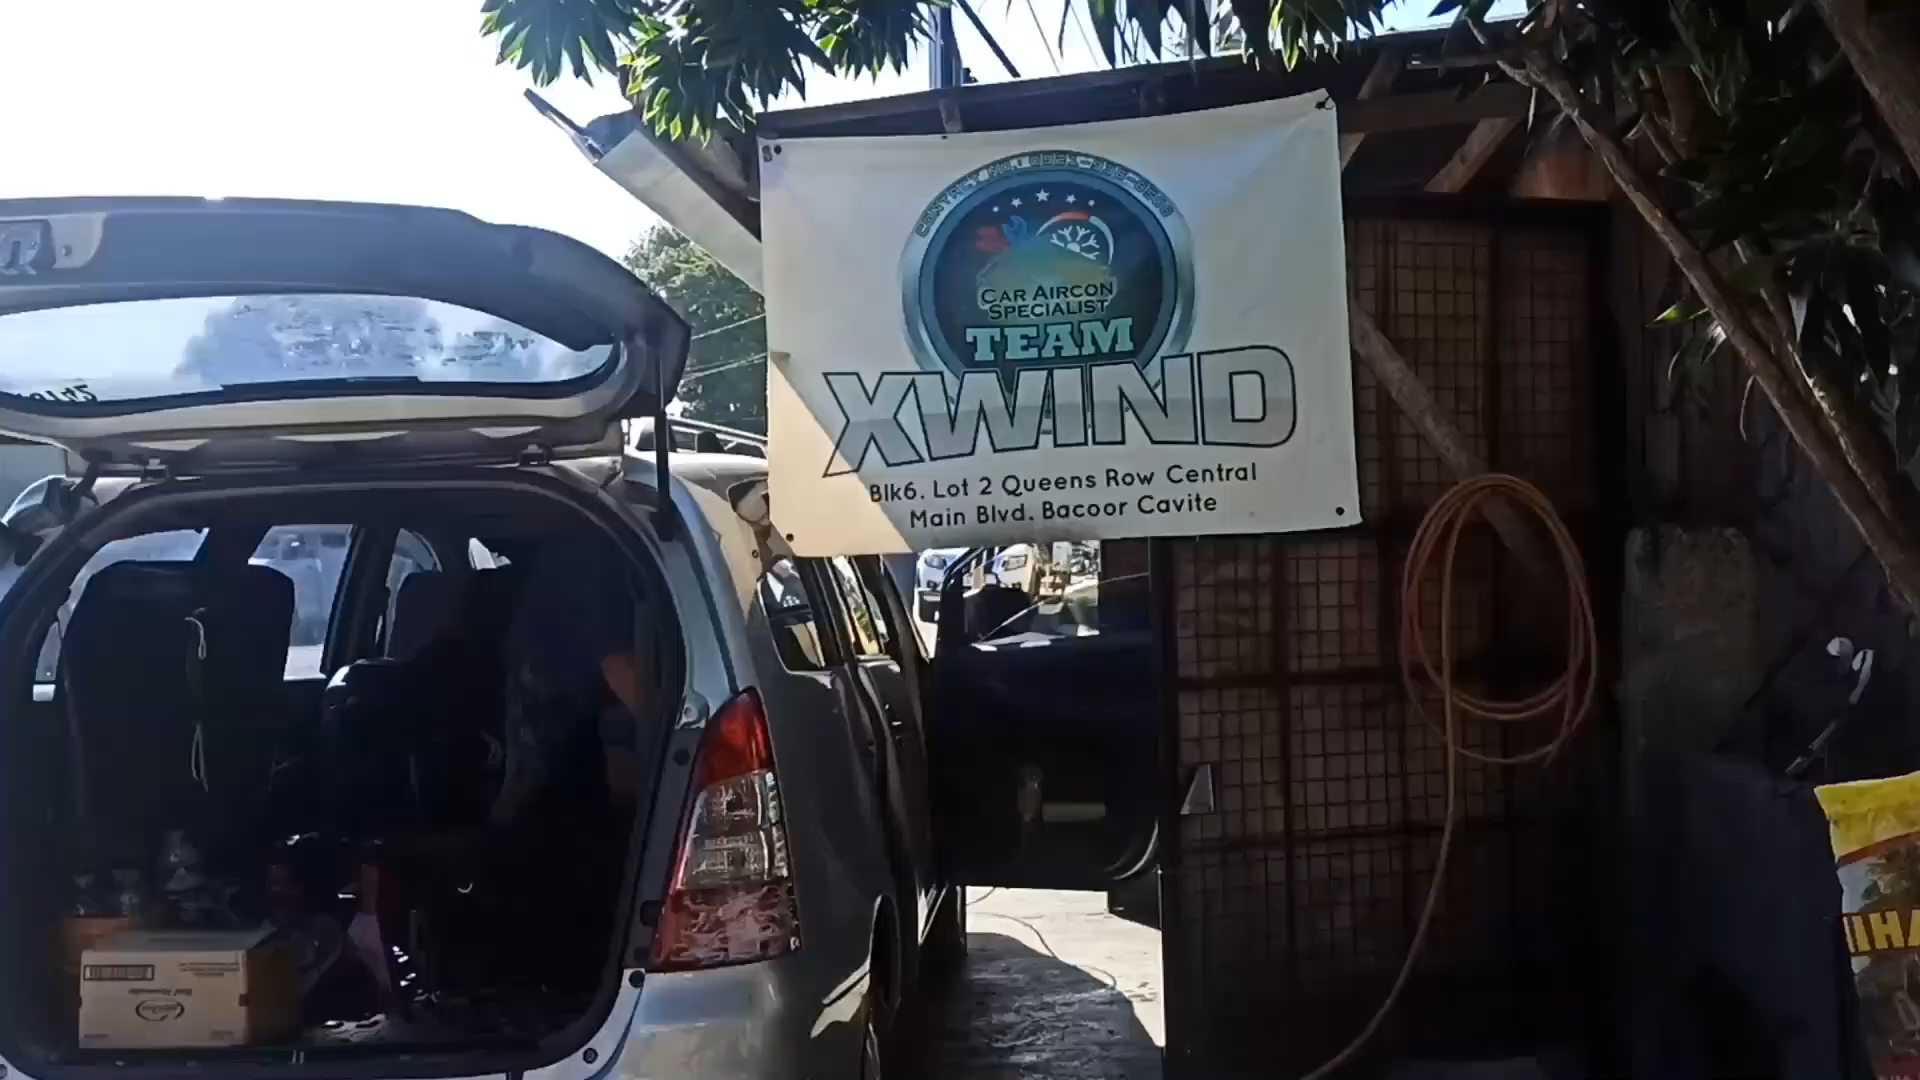 CAR AIRCON
SPECIALIST
TEAM
XWIND
Blk6. Lot 2 Queens Row Central
Main Blvd. Bacoor Cavite